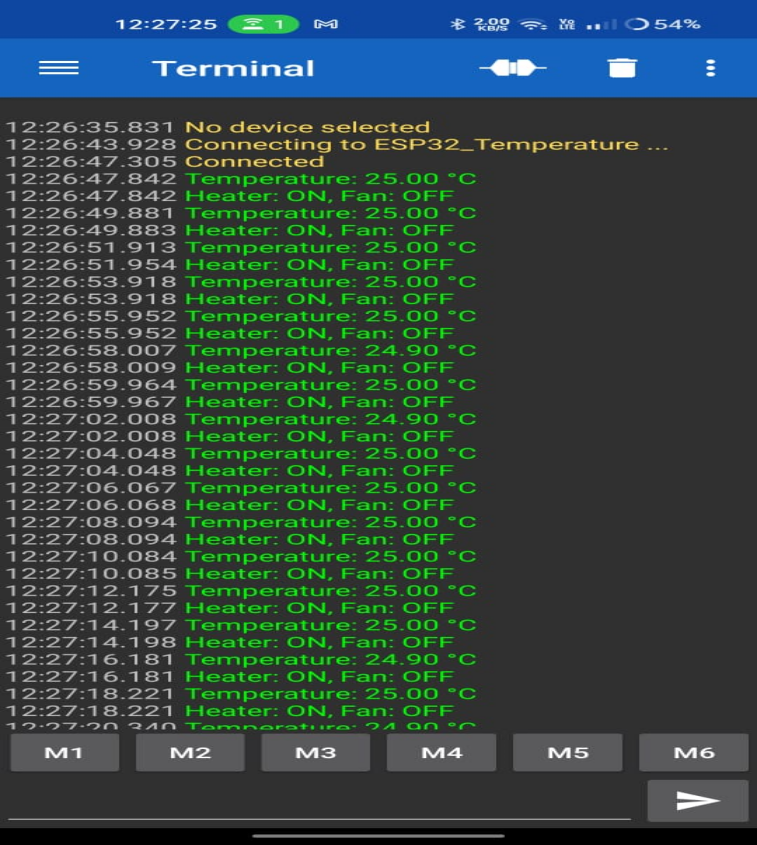 12:27:25 1 2.00 KB/S Vo LTE 54%
Terminal
12:26:35.831 No device selected
12:26:43.928 Connecting to ESP32_Temperature ...
12:26:47.305 Connected
12:26:47.842 Temperature: 25.00 °C
12:26:47.842 Heater: ON, Fan: OFF
12:26:49.881 Temperature: 25.00 °C
12:26:49.883 Heater: ON, Fan: OFF
12:26:51.913 Temperature: 25.00 °C
12:26:51.954 Heater: ON, Fan: OFF
12:26:53.918 Temperature: 25.00 °C
12:26:53.918 Heater: ON, Fan: OFF
12:26:55.952 Temperature: 25.00 °C
12:26:55.952 Heater: ON, Fan: OFF
12:26:58.007 Temperature: 24.90 °C
12:26:58.009 Heater: ON, Fan: OFF
12:26:59.964 Temperature: 25.00 °C
12:26:59.967 Heater: ON, Fan: OFF
12:27:02.008 Temperature: 24.90 °C
12:27:02.008 Heater: ON, Fan: OFF
12:27:04.048 Temperature: 25.00 °C
12:27:04.048 Heater: ON, Fan: OFF
12:27:06.067 Temperature: 25.00 °C
12:27:06.068 Heater: ON, Fan: OFF
12:27:08.094 Temperature: 25.00 °C
12:27:08.094 Heater: ON, Fan: OFF
12:27:10.084 Temperature: 25.00 °C
12:27:10.085 Heater: ON, Fan: OFF
12:27:12.175 Temperature: 25.00 °C
12:27:12.177 Heater: ON, Fan: OFF
12:27:14.197 Temperature: 25.00 °C
12:27:14.198 Heater: ON, Fan: OFF
12:27:16.181 Temperature: 24.90 °C
12:27:16.181 Heater: ON, Fan: OFF
12:27:18.221 Temperature: 25.00 °C
12:27:18.221 Heater: ON, Fan: OFF
12:27:20.340 Temperature: 24.90 °C
M1 M2 M3 M4 M5 M6